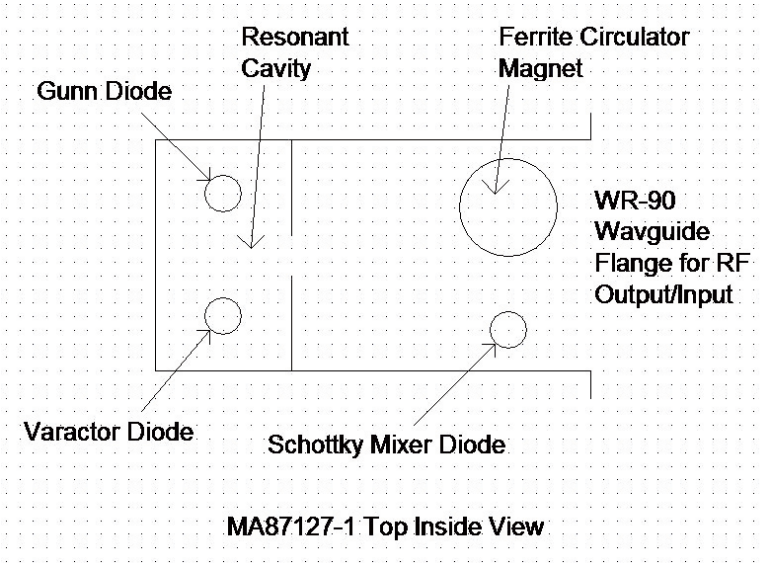 Resonant
Cavity
Ferrite Circulator
Magnet
Gunn Diode
WR-90
Wavguide
Flange for RF
Output/Input
Varactor Diode
Schottky Mixer Diode
MA87127-1 Top Inside View